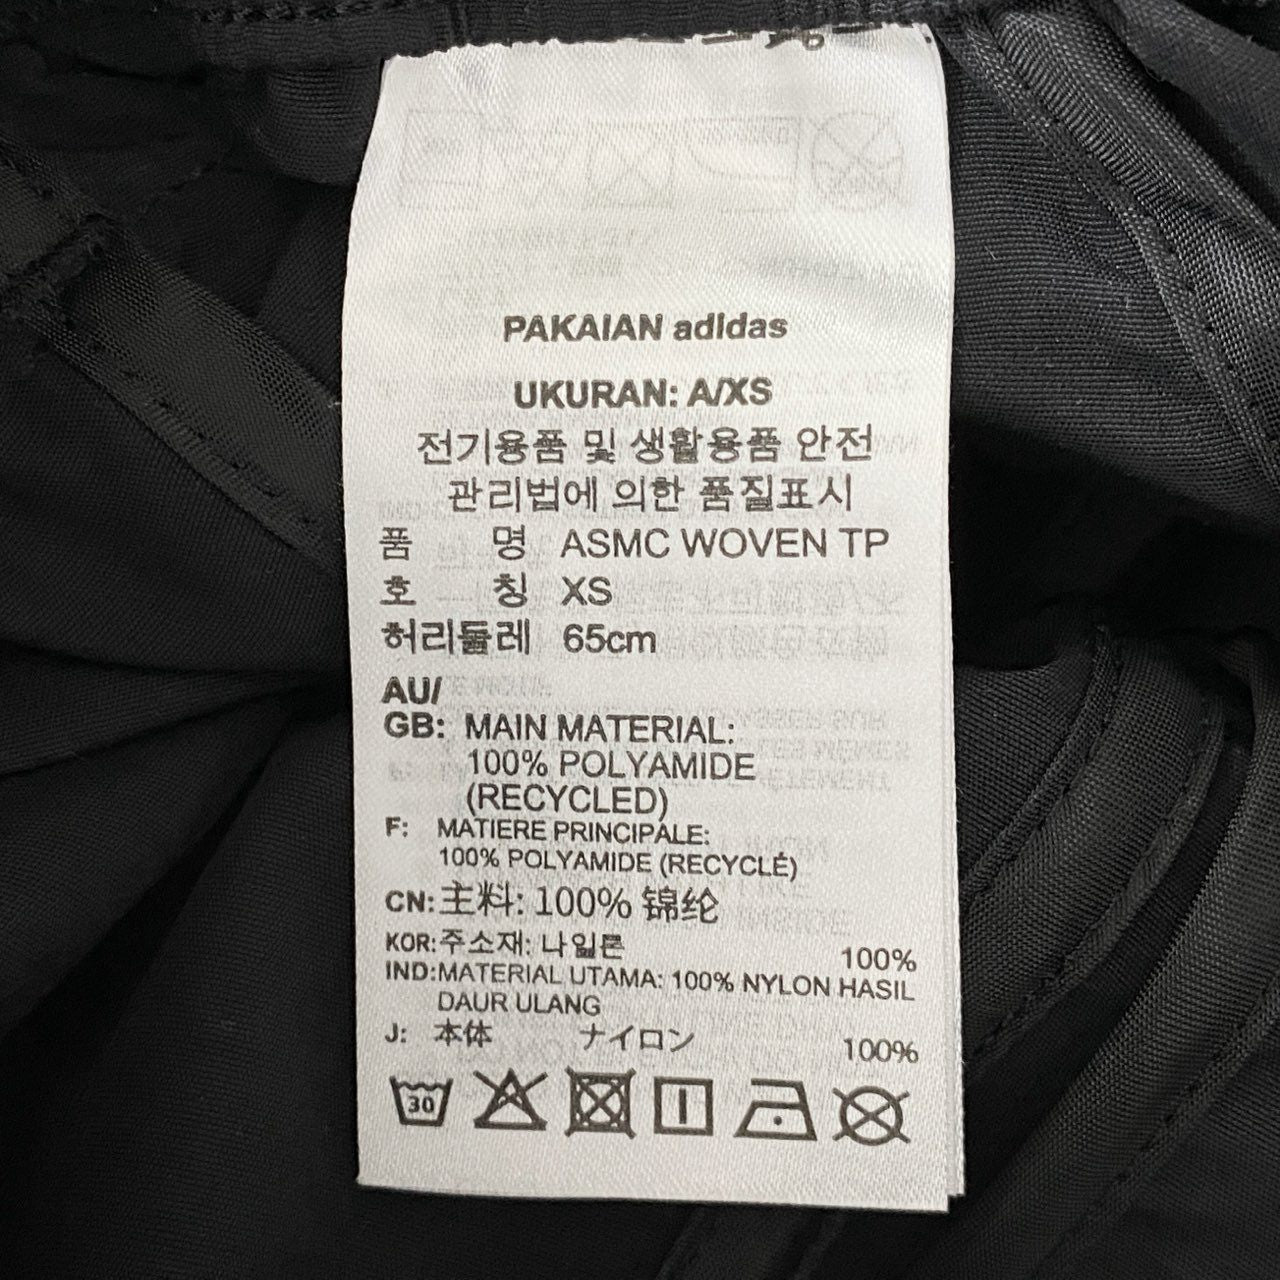 PAKAIAN adidas
UKURAN: A/XS
전기용품 및 생활용품 안전
관리법에 의한 품질표시
품 명 ASMC WOVEN TP
호 칭 XS
허리둘레 65cm
AU/
GB: MAIN MATERIAL:
100% POLYAMIDE
(RECYCLED)
F: MATIERE PRINCIPALE:
100% POLYAMIDE (RECYCLÉ)
CN: 主料: 100% 锦纶
KOR: 주소재: 나일론 100%
IND: MATERIAL UTAMA: 100% NYLON HASIL
DAUR ULANG
J: 本体 ナイロン 100%
30